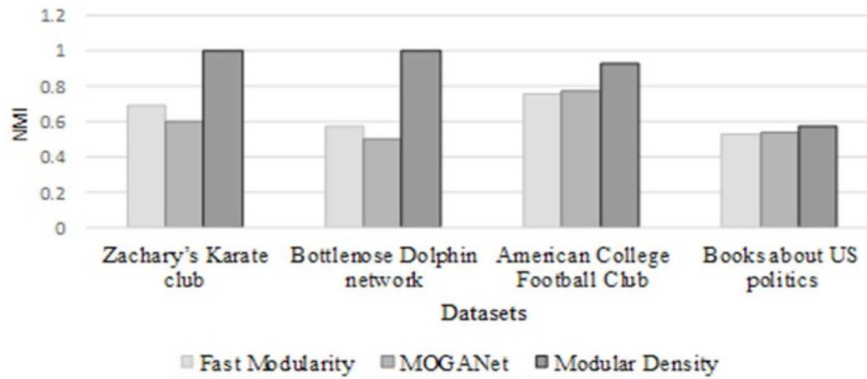 1.2
1
0.8
0.6
0.4
0.2
0
NMI
Zachary's Karate club
Bottlenose Dolphin network
American College Football Club
Books about US politics
Datasets
Fast Modularity MOGANet Modular Density